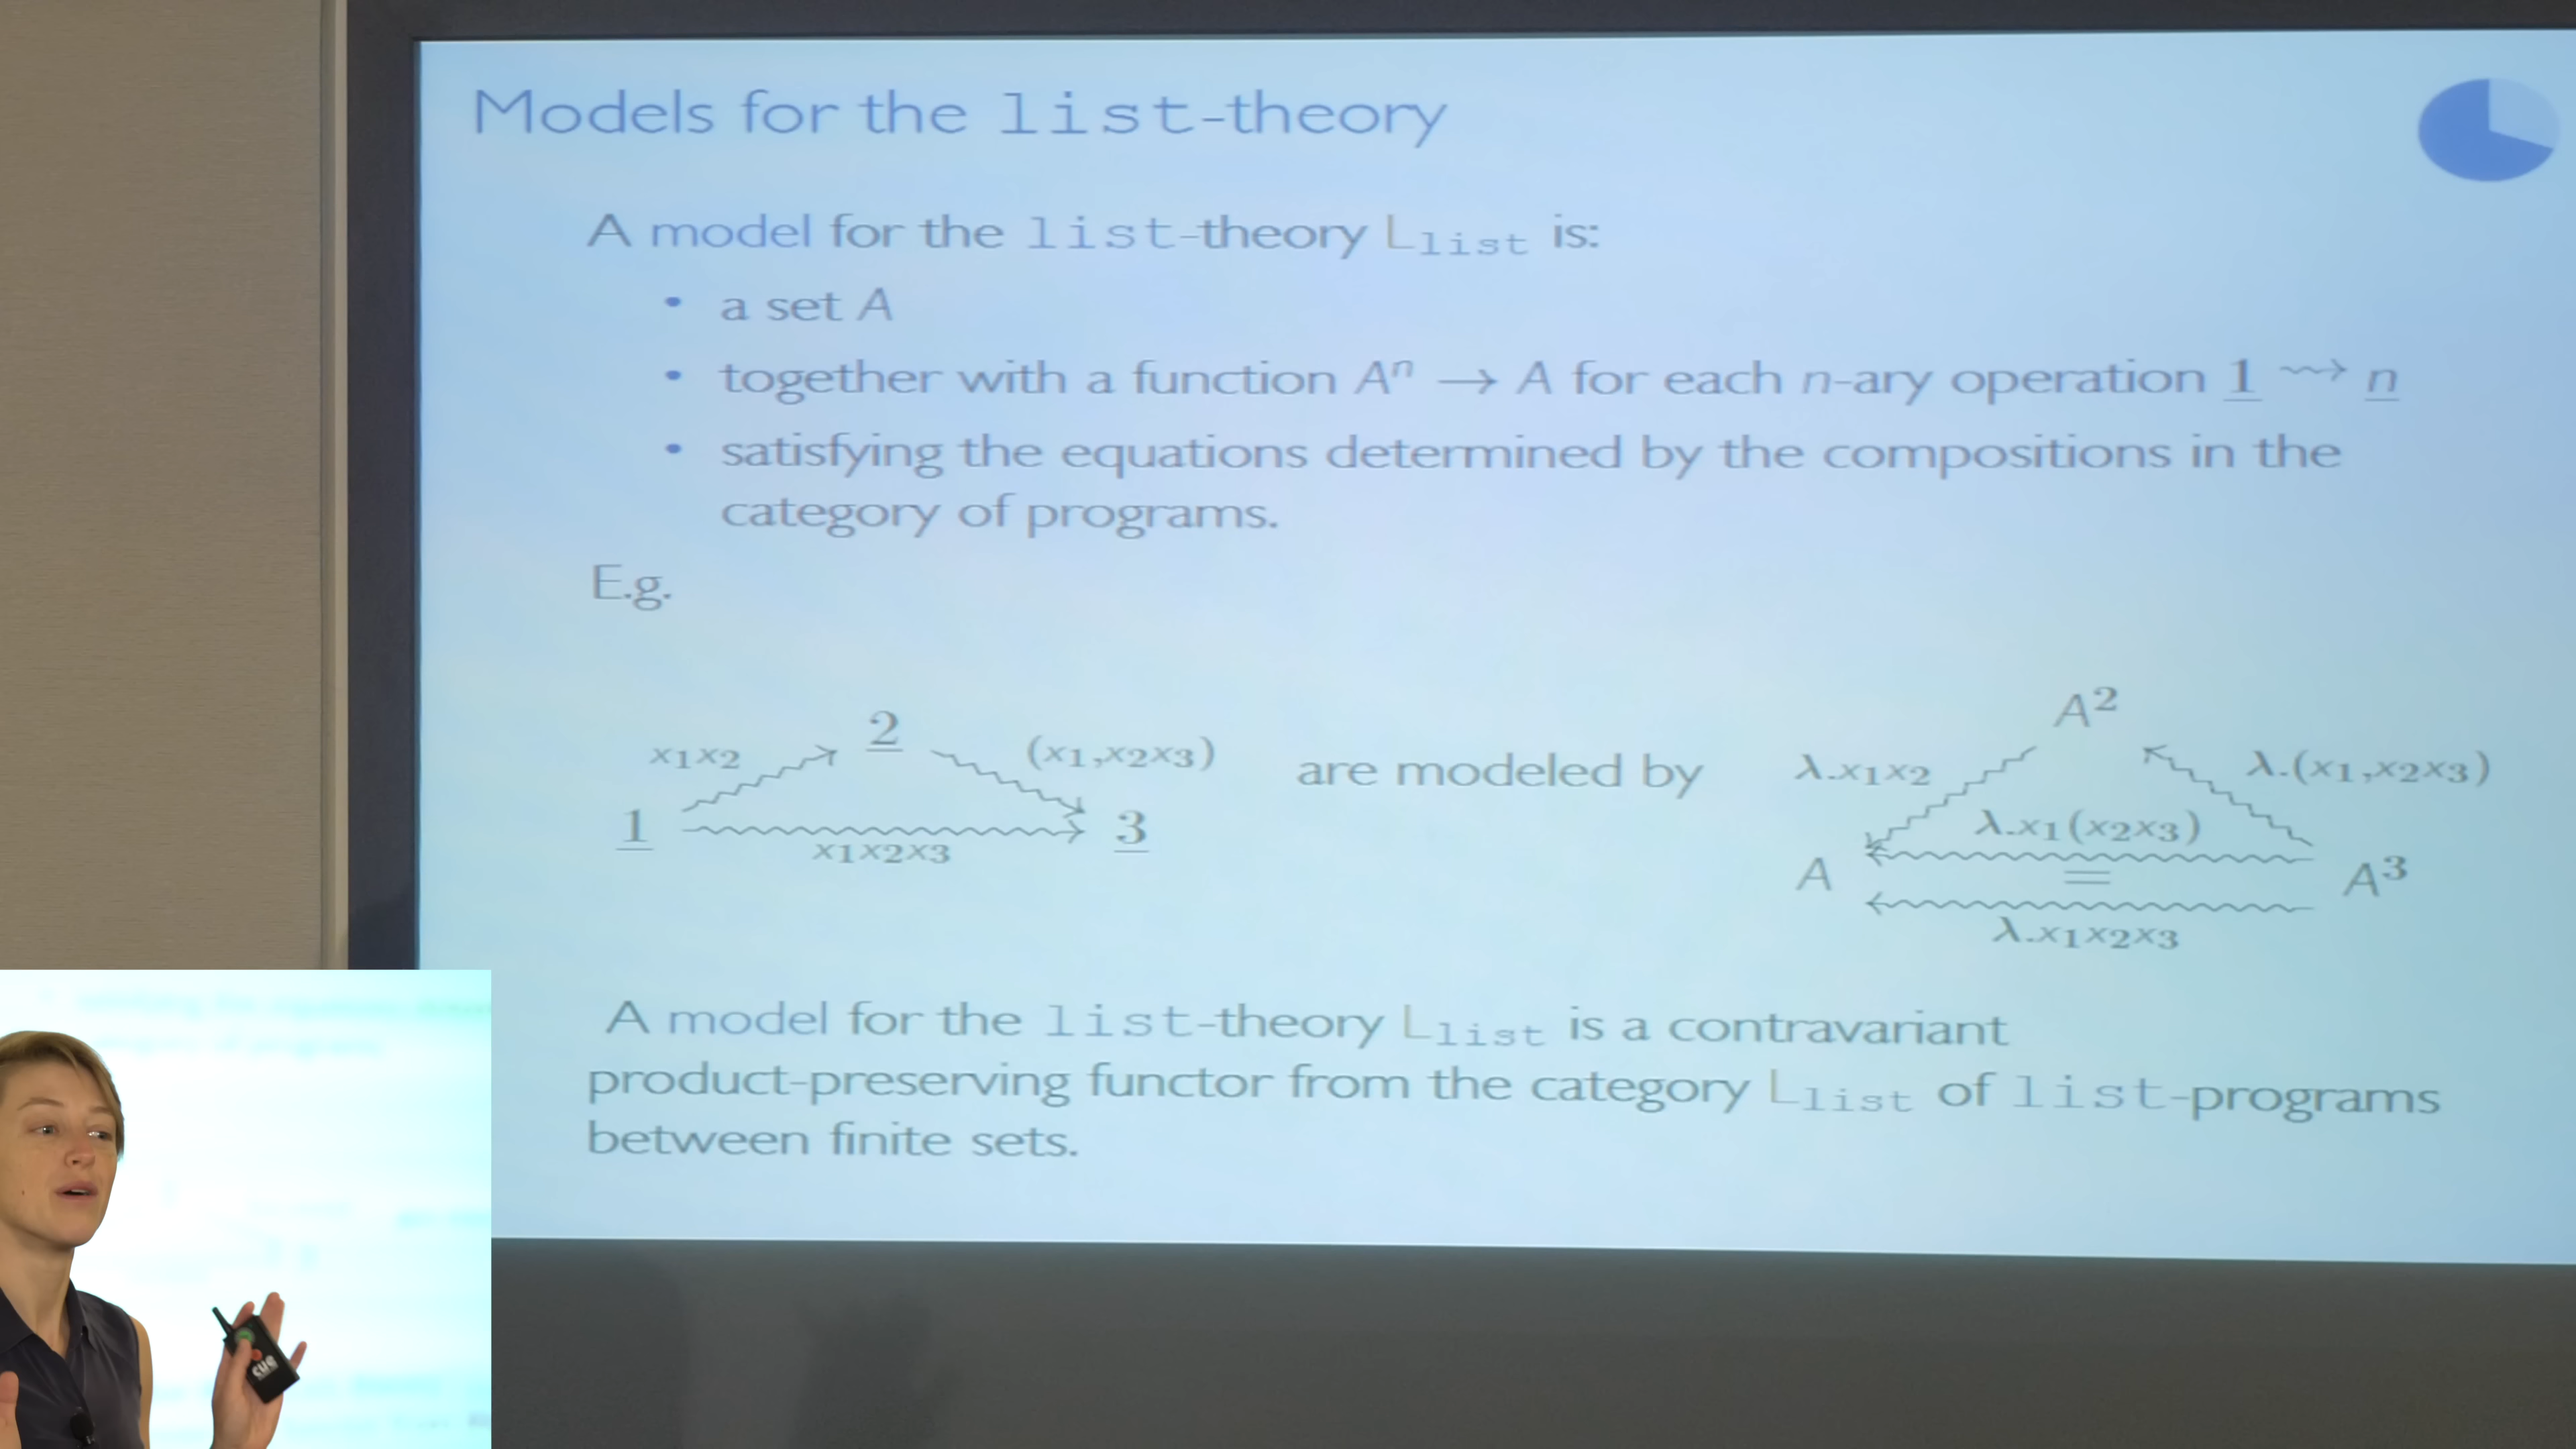 Models for the list-theory
A model for the list-theory Llist is:
• a set A
• together with a function Aⁿ → A for each n-ary operation 1 ⇝ n
• satisfying the equations determined by the compositions in the
category of programs.
E.g.
2
x₁x₂
(x₁,x₂x₃)
1
3
x₁x₂x₃
are modeled by
A²
λ.x₁x₂
λ.(x₁,x₂x₃)
λ.x₁(x₂x₃)
A
=
A³
λ.x₁x₂x₃
A model for the list-theory Llist is a contravariant
product-preserving functor from the category Llist of list-programs
between finite sets.